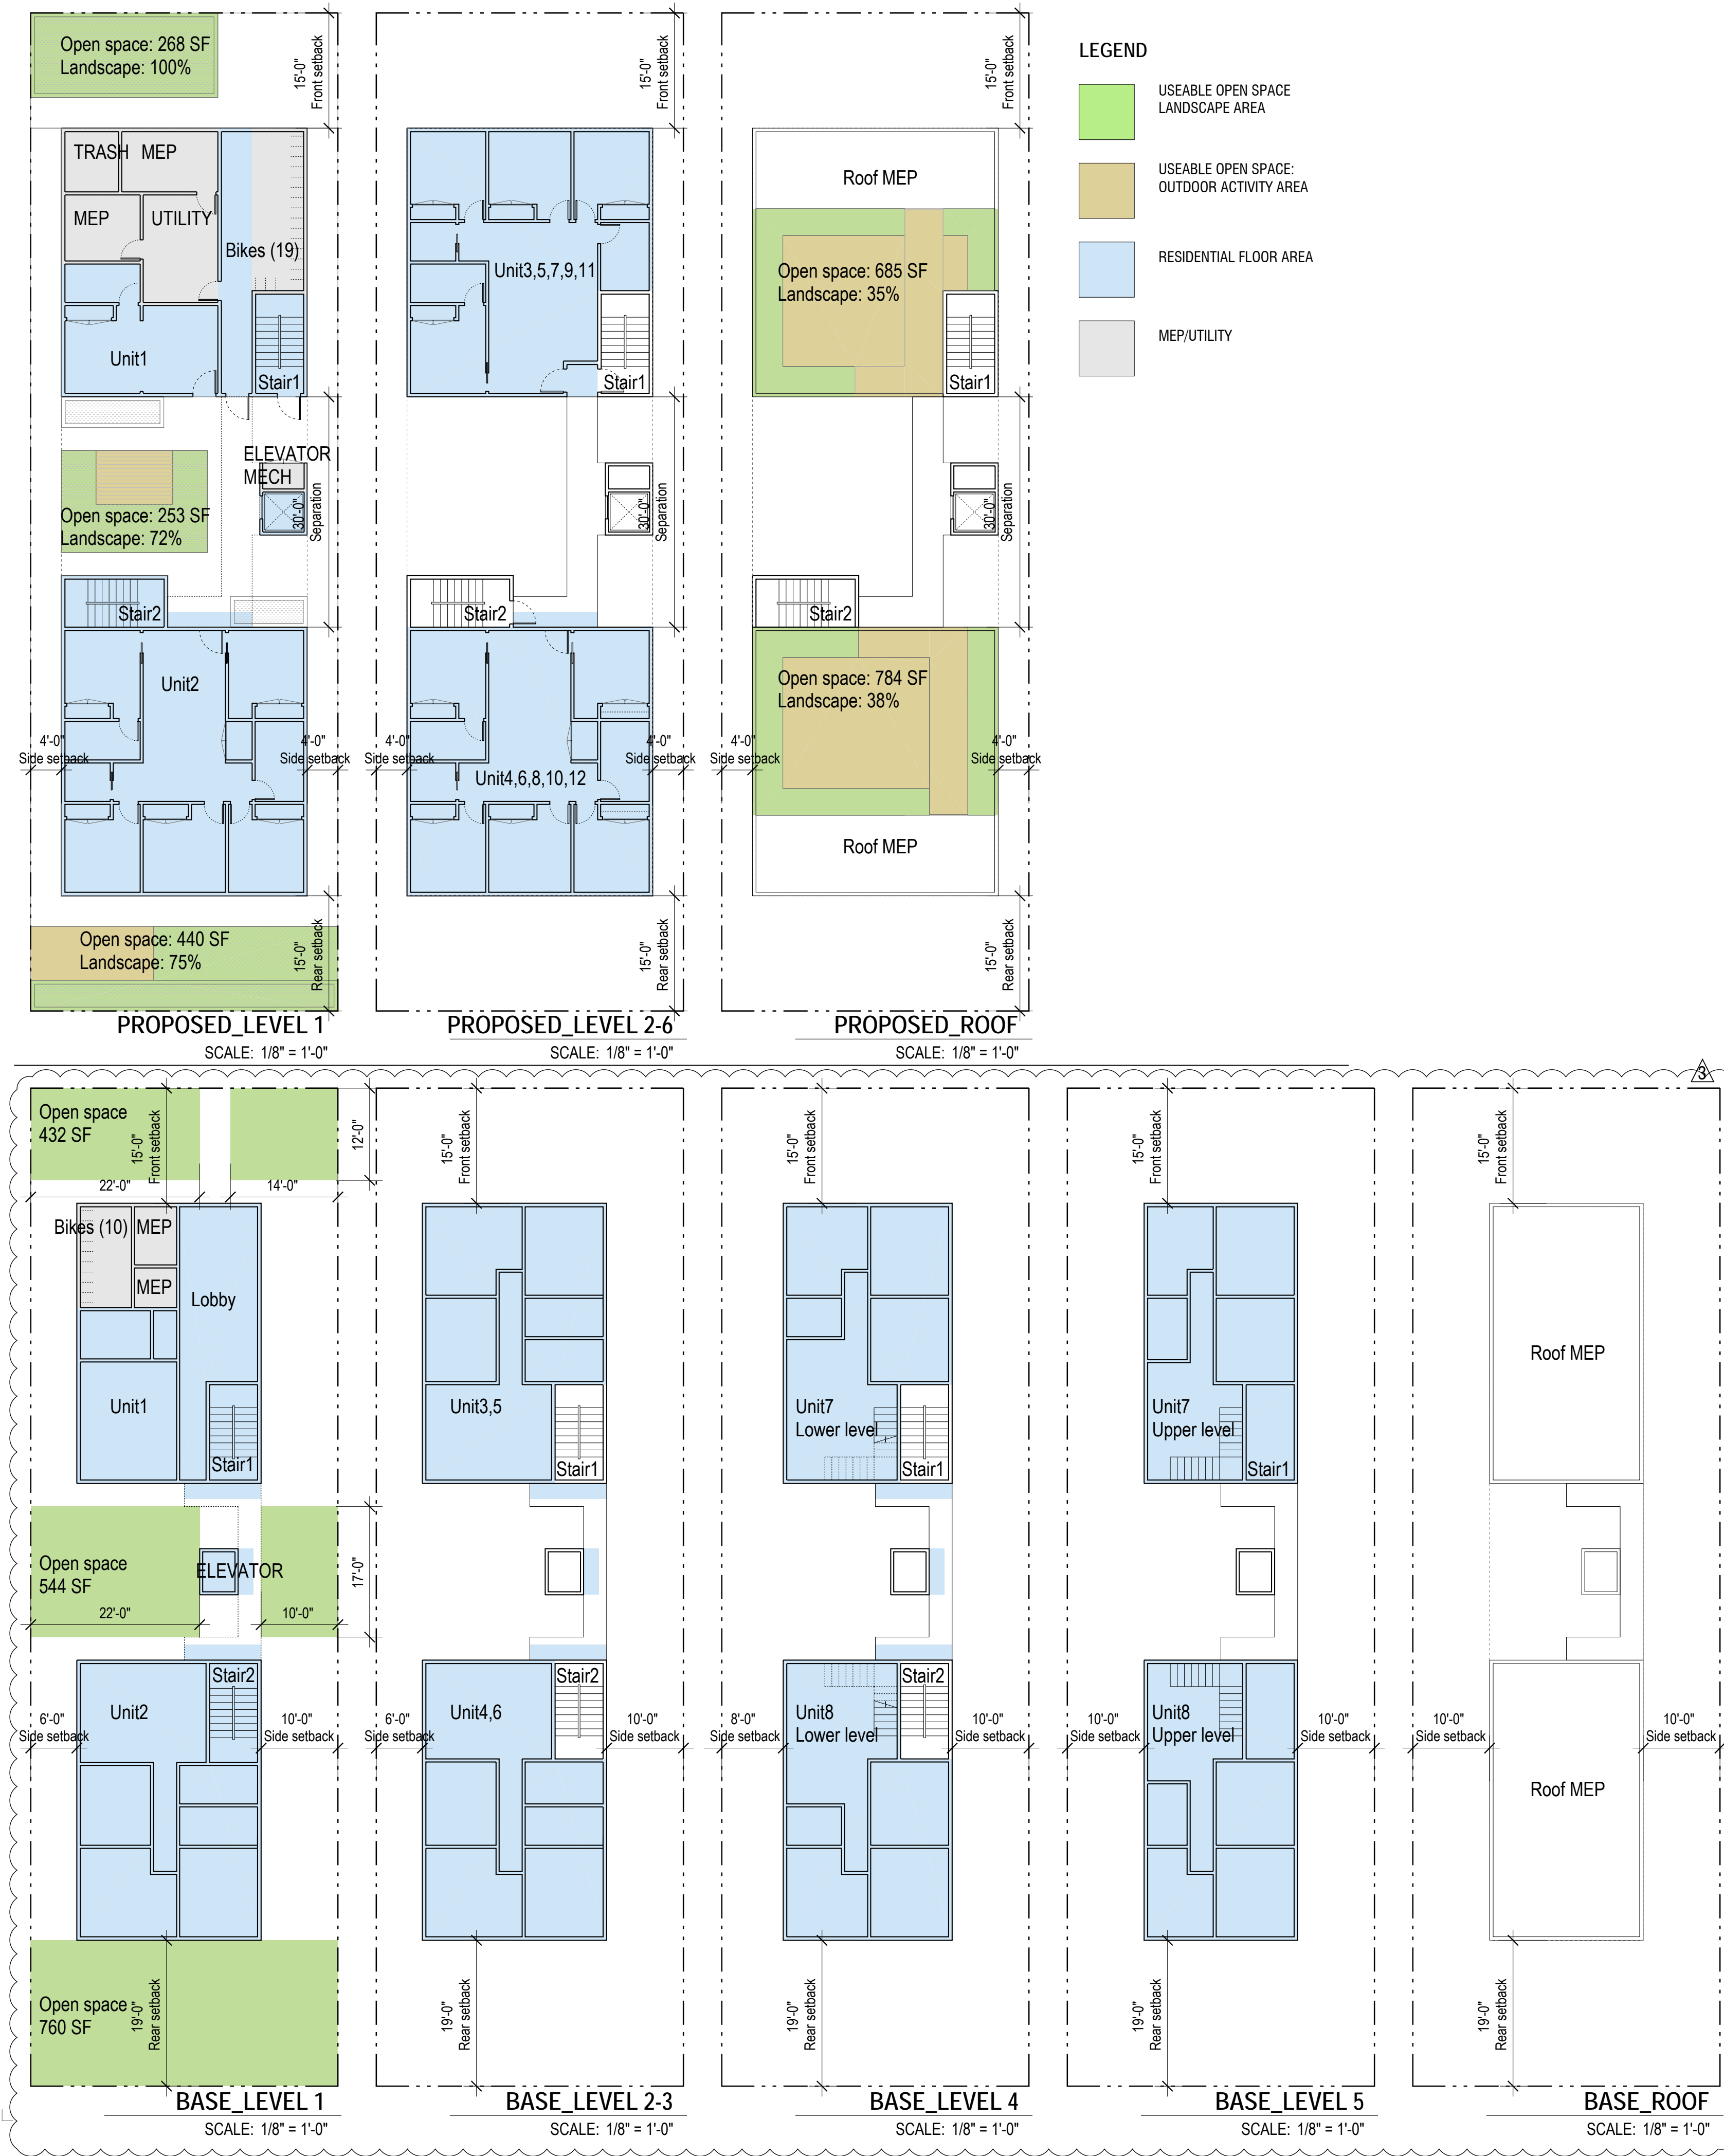 Open space: 268 SF
Landscape: 100%
15'-0"
Front setback
TRASH
MEP
MEP
UTILITY
Bikes (19)
Unit1
Stair1
ELEVATOR
MECH
30'-0"
Separation
Open space: 253 SF
Landscape: 72%
Stair2
Unit2
4'-0"
Side setback
4'-0"
Side setback
Open space: 440 SF
Landscape: 75%
15'-0"
Rear setback
PROPOSED_LEVEL 1
SCALE: 1/8" = 1'-0"
15'-0"
Front setback
Unit3,5,7,9,11
Stair1
30'-0"
Separation
Stair2
4'-0"
Side setback
4'-0"
Side setback
Unit4,6,8,10,12
15'-0"
Rear setback
PROPOSED_LEVEL 2-6
SCALE: 1/8" = 1'-0"
15'-0"
Front setback
Roof MEP
Open space: 685 SF
Landscape: 35%
Stair1
30'-0"
Separation
Stair2
Open space: 784 SF
Landscape: 38%
4'-0"
Side setback
4'-0"
Side setback
Roof MEP
15'-0"
Rear setback
PROPOSED_ROOF
SCALE: 1/8" = 1'-0"
LEGEND
USEABLE OPEN SPACE
LANDSCAPE AREA
USEABLE OPEN SPACE:
OUTDOOR ACTIVITY AREA
RESIDENTIAL FLOOR AREA
MEP/UTILITY
3
Open space
432 SF
15'-0"
Front setback
12'-0"
22'-0"
14'-0"
Bikes (10)
MEP
MEP
Lobby
Unit1
Stair1
Open space
544 SF
ELEVATOR
17'-0"
22'-0"
10'-0"
Stair2
Unit2
6'-0"
Side setback
10'-0"
Side setback
Open space
760 SF
19'-0"
Rear setback
BASE_LEVEL 1
SCALE: 1/8" = 1'-0"
15'-0"
Front setback
Unit3,5
Stair1
Stair2
Unit4,6
6'-0"
Side setback
10'-0"
Side setback
19'-0"
Rear setback
BASE_LEVEL 2-3
SCALE: 1/8" = 1'-0"
15'-0"
Front setback
Unit7
Lower level
Stair1
Stair2
Unit8
Lower level
8'-0"
Side setback
10'-0"
Side setback
19'-0"
Rear setback
BASE_LEVEL 4
SCALE: 1/8" = 1'-0"
15'-0"
Front setback
Unit7
Upper level
Stair1
Unit8
Upper level
10'-0"
Side setback
10'-0"
Side setback
19'-0"
Rear setback
BASE_LEVEL 5
SCALE: 1/8" = 1'-0"
15'-0"
Front setback
Roof MEP
10'-0"
Side setback
10'-0"
Side setback
Roof MEP
19'-0"
Rear setback
BASE_ROOF
SCALE: 1/8" = 1'-0"